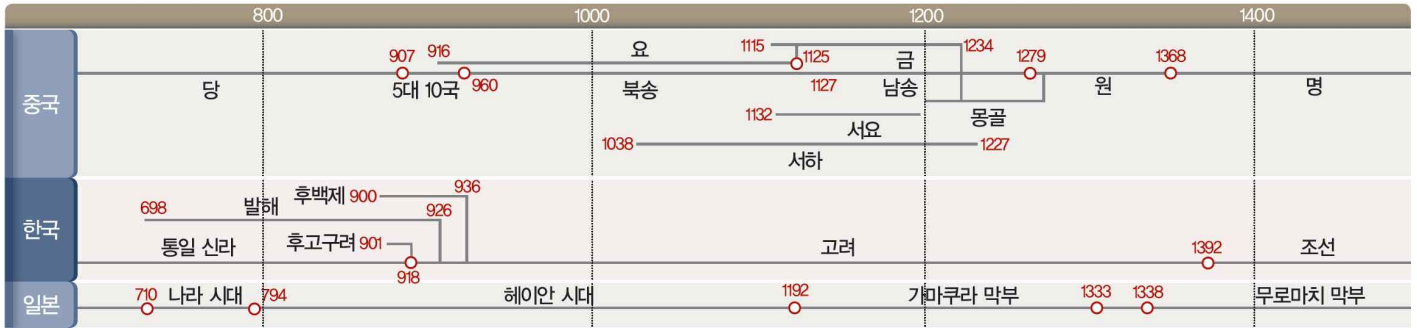 800 1000 1200 1400
중국
요 1115 1234
907 916 1125 금 1279 1368
당 5대 10국 960 북송 1127 남송 원 명
1132 서요 몽골
1038 서하 1227
한국
후백제 900 936
698 발해 926
통일 신라 후고구려 901 고려 조선
918 1392
일본
710 나라 시대 794 헤이안 시대 1192 가마쿠라 막부 1333 1338 무로마치 막부